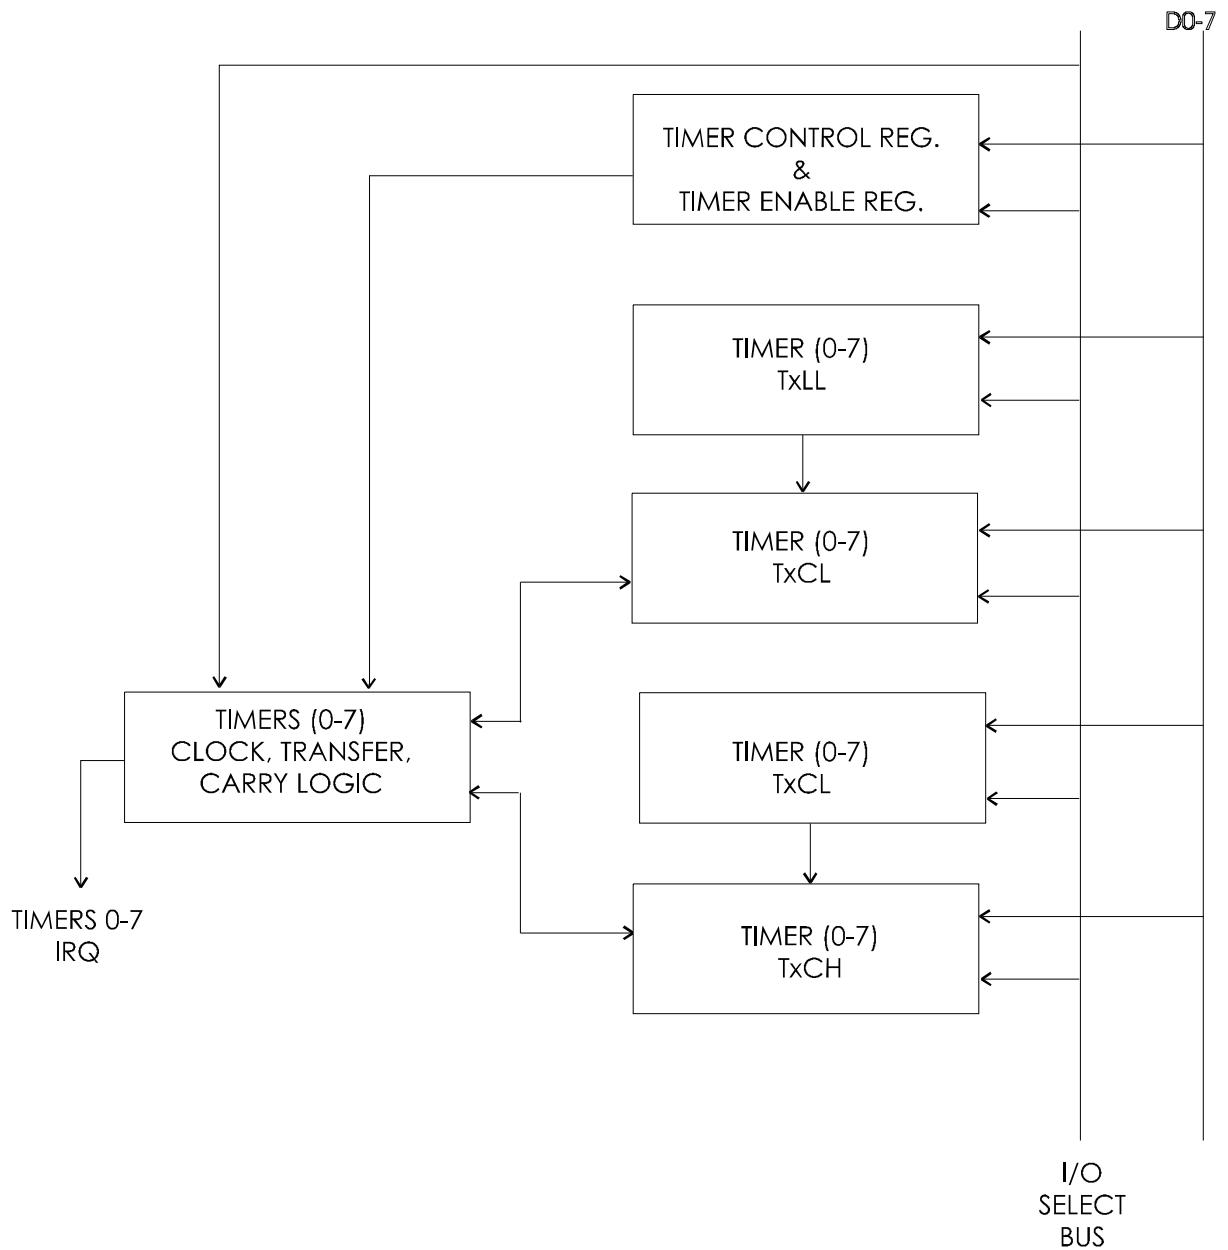 D0-7
TIMER CONTROL REG.
&
TIMER ENABLE REG.
TIMER (0-7)
TxLL
TIMER (0-7)
TxCL
TIMERS (0-7)
CLOCK, TRANSFER,
CARRY LOGIC
TIMER (0-7)
TxCL
TIMERS 0-7
IRQ
TIMER (0-7)
TxCH
I/O
SELECT
BUS